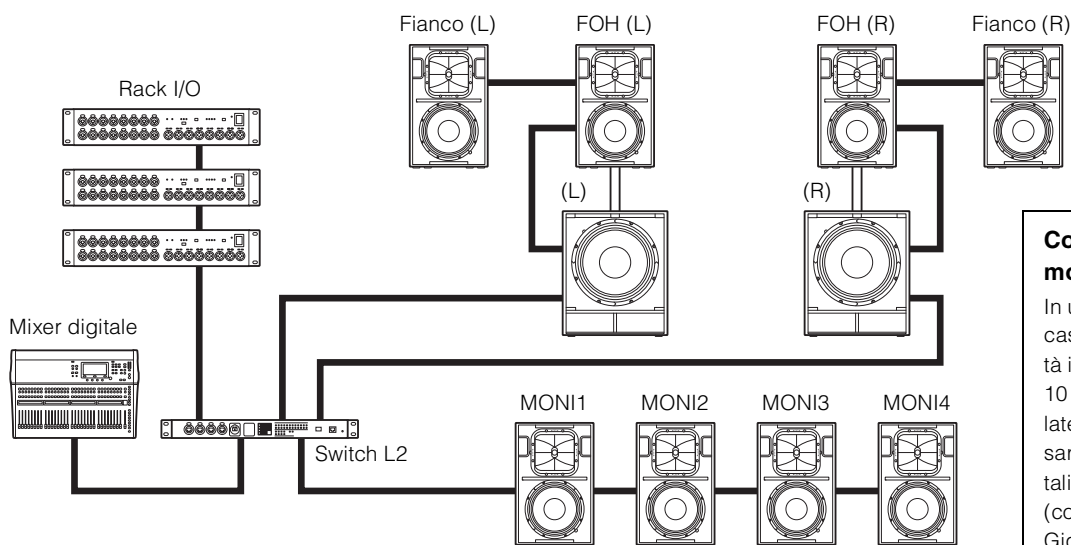 Fianco (L) FOH (L) FOH (R) Fianco (R)
Rack I/O
(L) (R)
Mixer digitale
MONI1 MONI2 MONI3 MONI4
Switch L2
Co
mo
In u
cas
tà i
10
late
sar
tali
(co
Gio